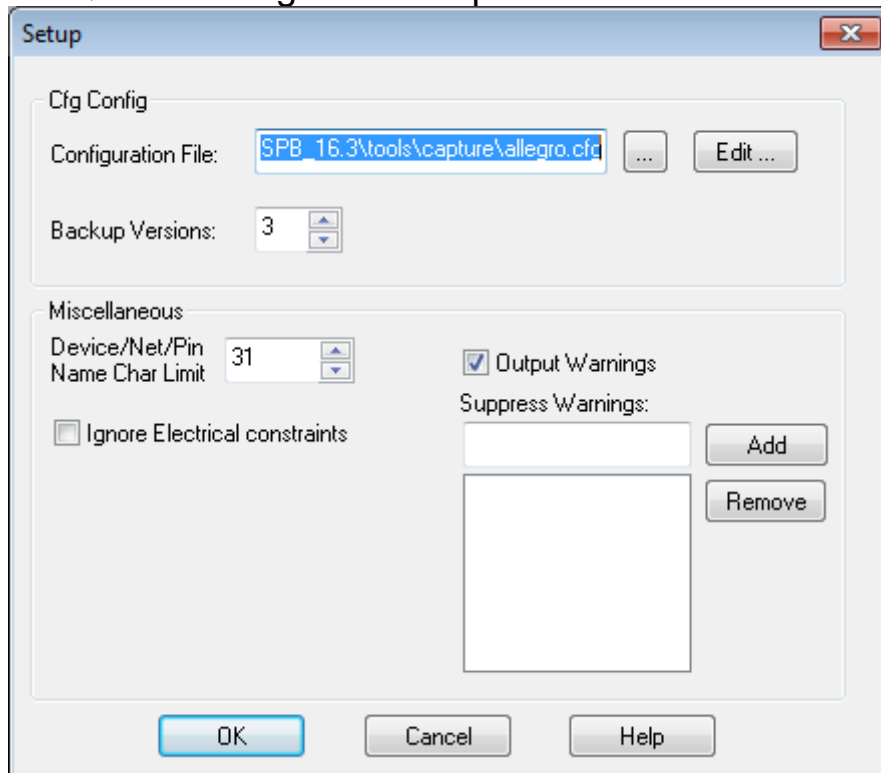 Setup
Cfg Config
Configuration File: SPB_16.3\tools\capture\allegro.cfg ... Edit ...
Backup Versions: 3
Miscellaneous
Device/Net/Pin
Name Char Limit 31
Output Warnings
Suppress Warnings:
Ignore Electrical constraints
Add
Remove
OK Cancel Help